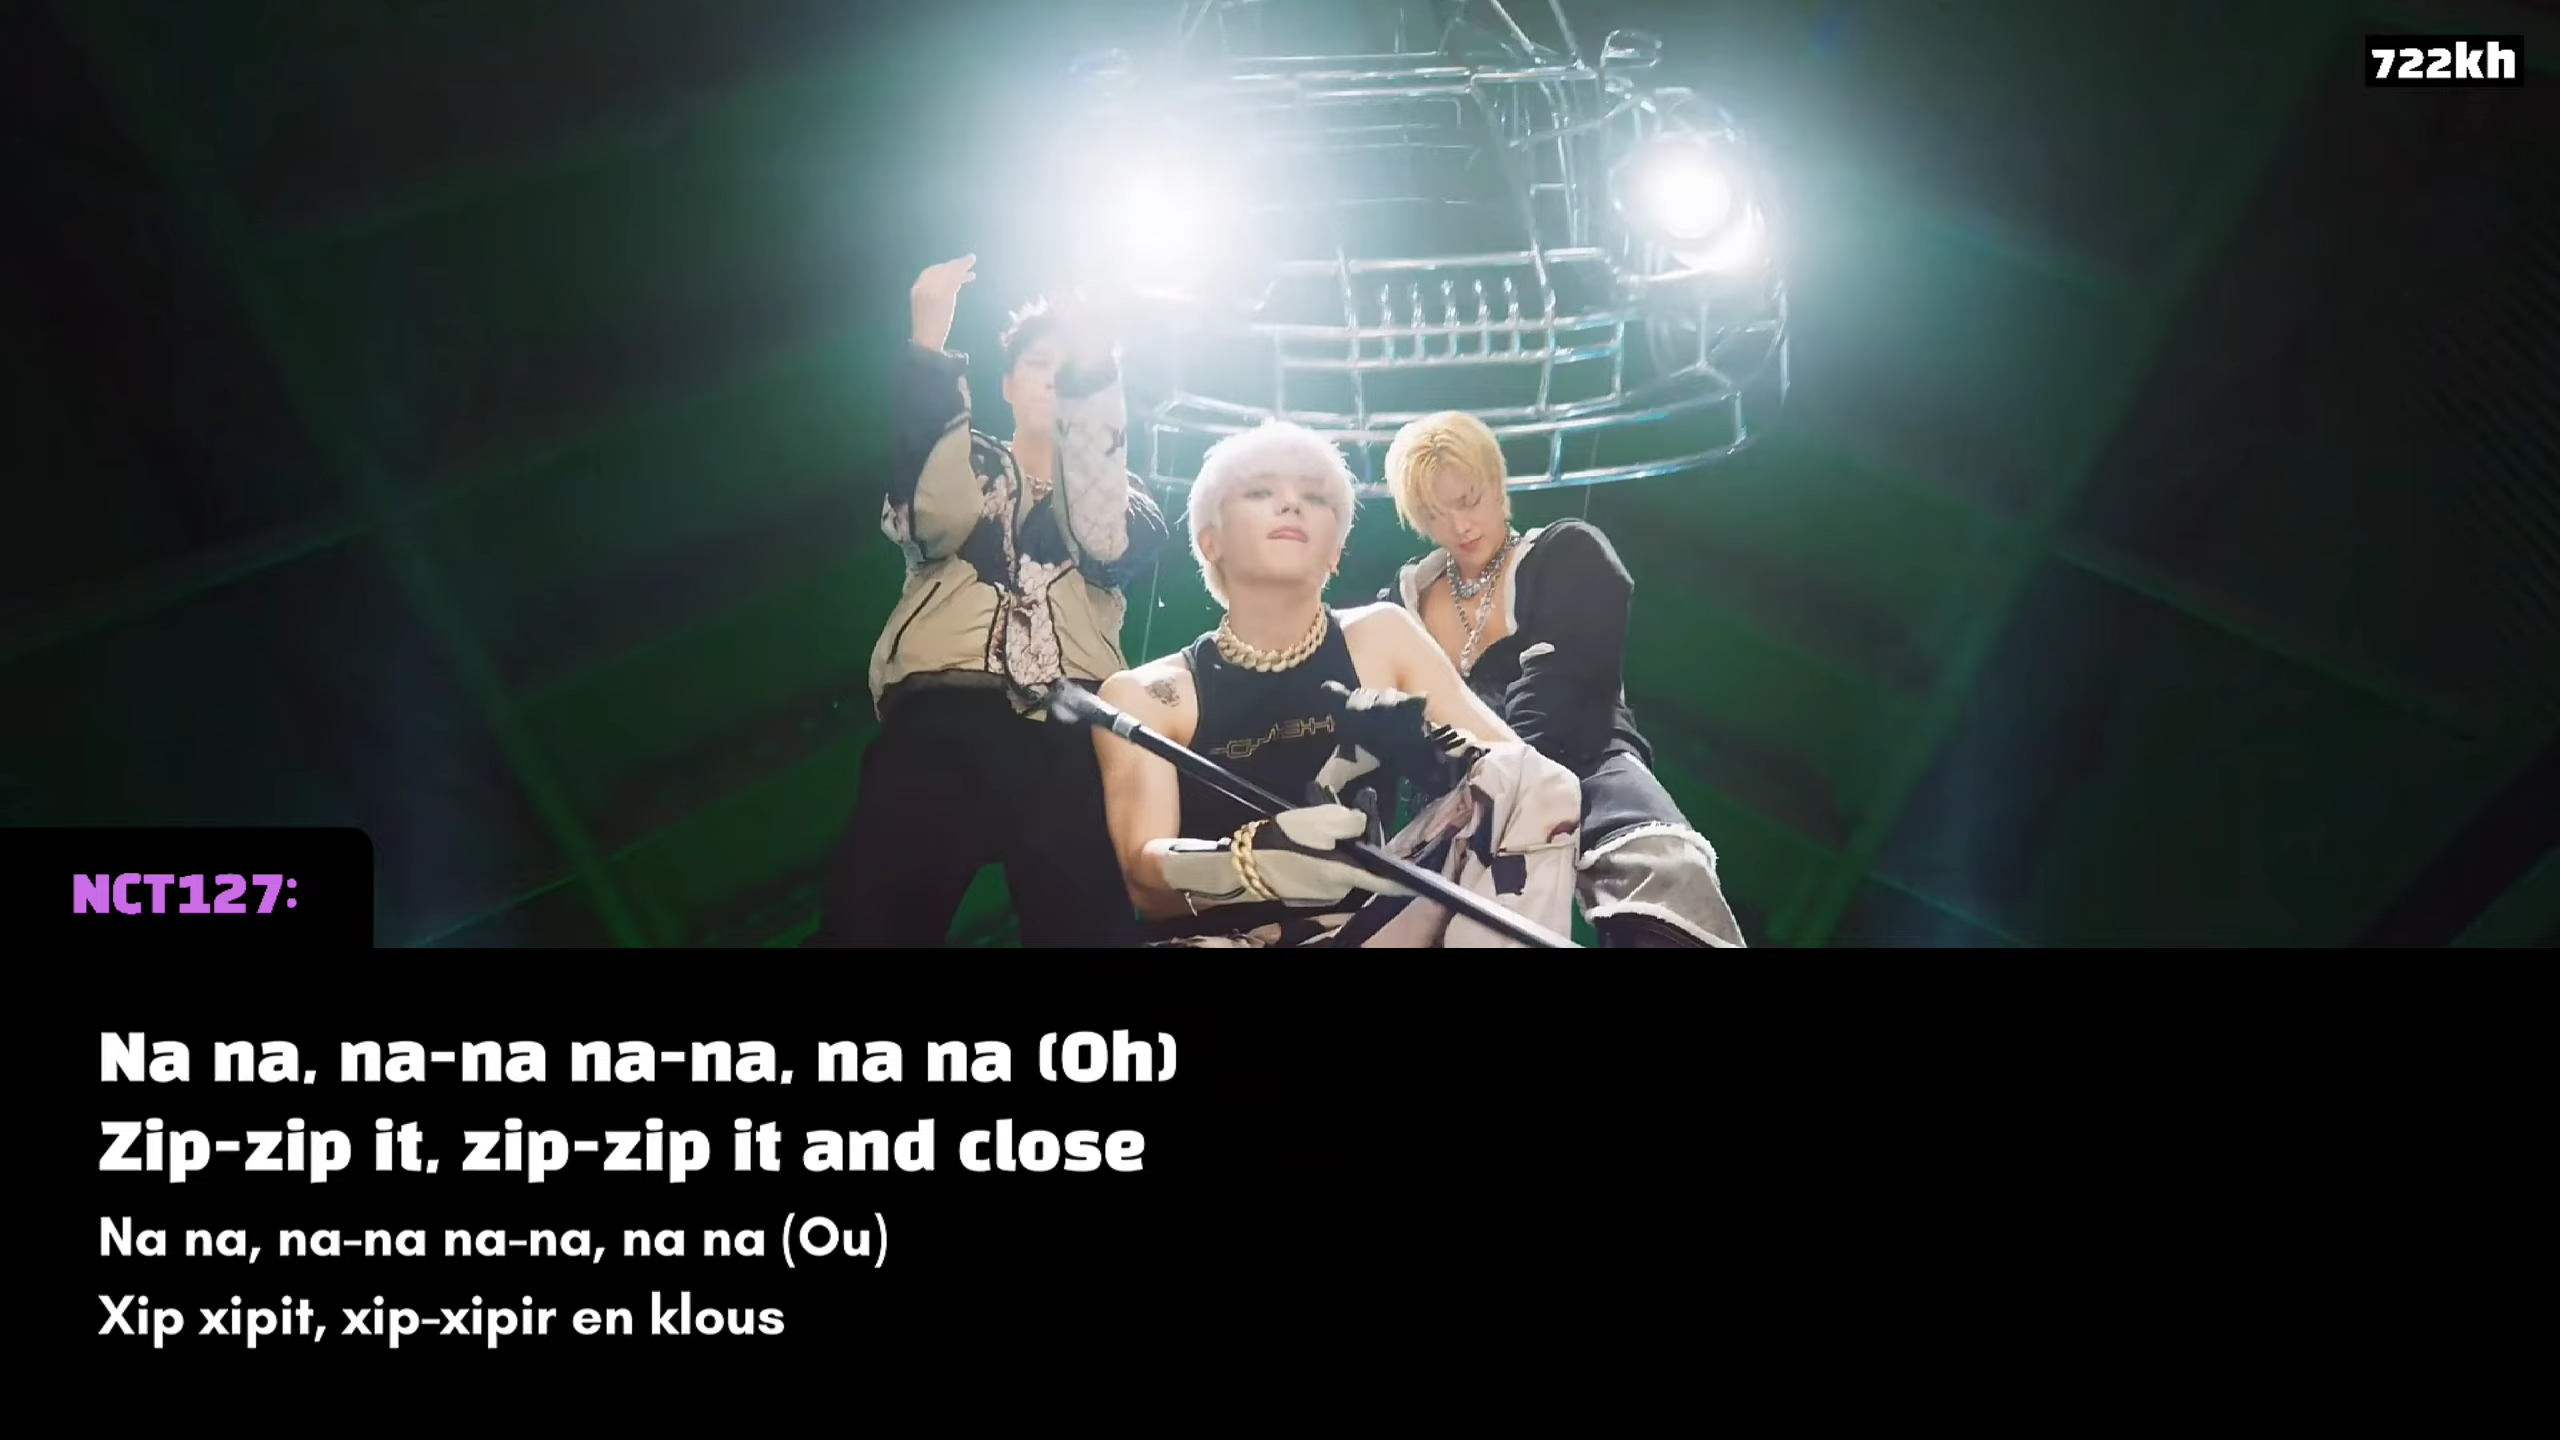 722kh
NCT127:
Na na, na-na na-na, na na (Oh)
Zip-zip it, zip-zip it and close
Na na, na-na na-na, na na (Ou)
Xip xipit, xip-xipir en klous